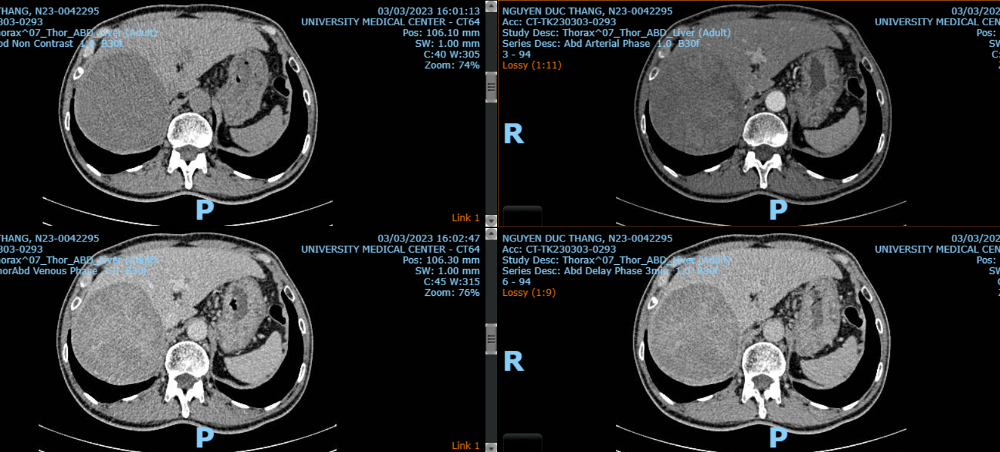 THANG, N23-0042295
303-0293
horax^07_Thor_ABD_Liver (Adult)
bd Non Contrast 1.0 B30f
03/03/2023 16:01:13
UNIVERSITY MEDICAL CENTER - CT64
Pos: 106.10 mm
SW: 1.00 mm
C:40 W:305
Zoom: 74%
P
Link 1
NGUYEN DUC THANG, N23-0042295
Acc: CT-TK230303-0293
Study Desc: Thorax^07_Thor_ABD_Liver (Adult)
Series Desc: Abd Arterial Phase 1.0 B30f
3 - 94
Lossy (1:11)
03/03/202
UNIVERSITY MEDICAL CEN
Pos:
SW
C:
R
P
THANG, N23-0042295
303-0293
horax^07_Thor_ABD_Liver (Adult)
horAbd Venous Phase 1.0 B30f
03/03/2023 16:02:47
UNIVERSITY MEDICAL CENTER - CT64
Pos: 106.30 mm
SW: 1.00 mm
C:45 W:315
Zoom: 76%
P
Link 1
NGUYEN DUC THANG, N23-0042295
Acc: CT-TK230303-0293
Study Desc: Thorax^07_Thor_ABD_Liver (Adult)
Series Desc: Abd Delay Phase 3min 1.0 B30f
6 - 94
Lossy (1:9)
03/03/202
UNIVERSITY MEDICAL CEN
Pos:
SW
Z
R
P